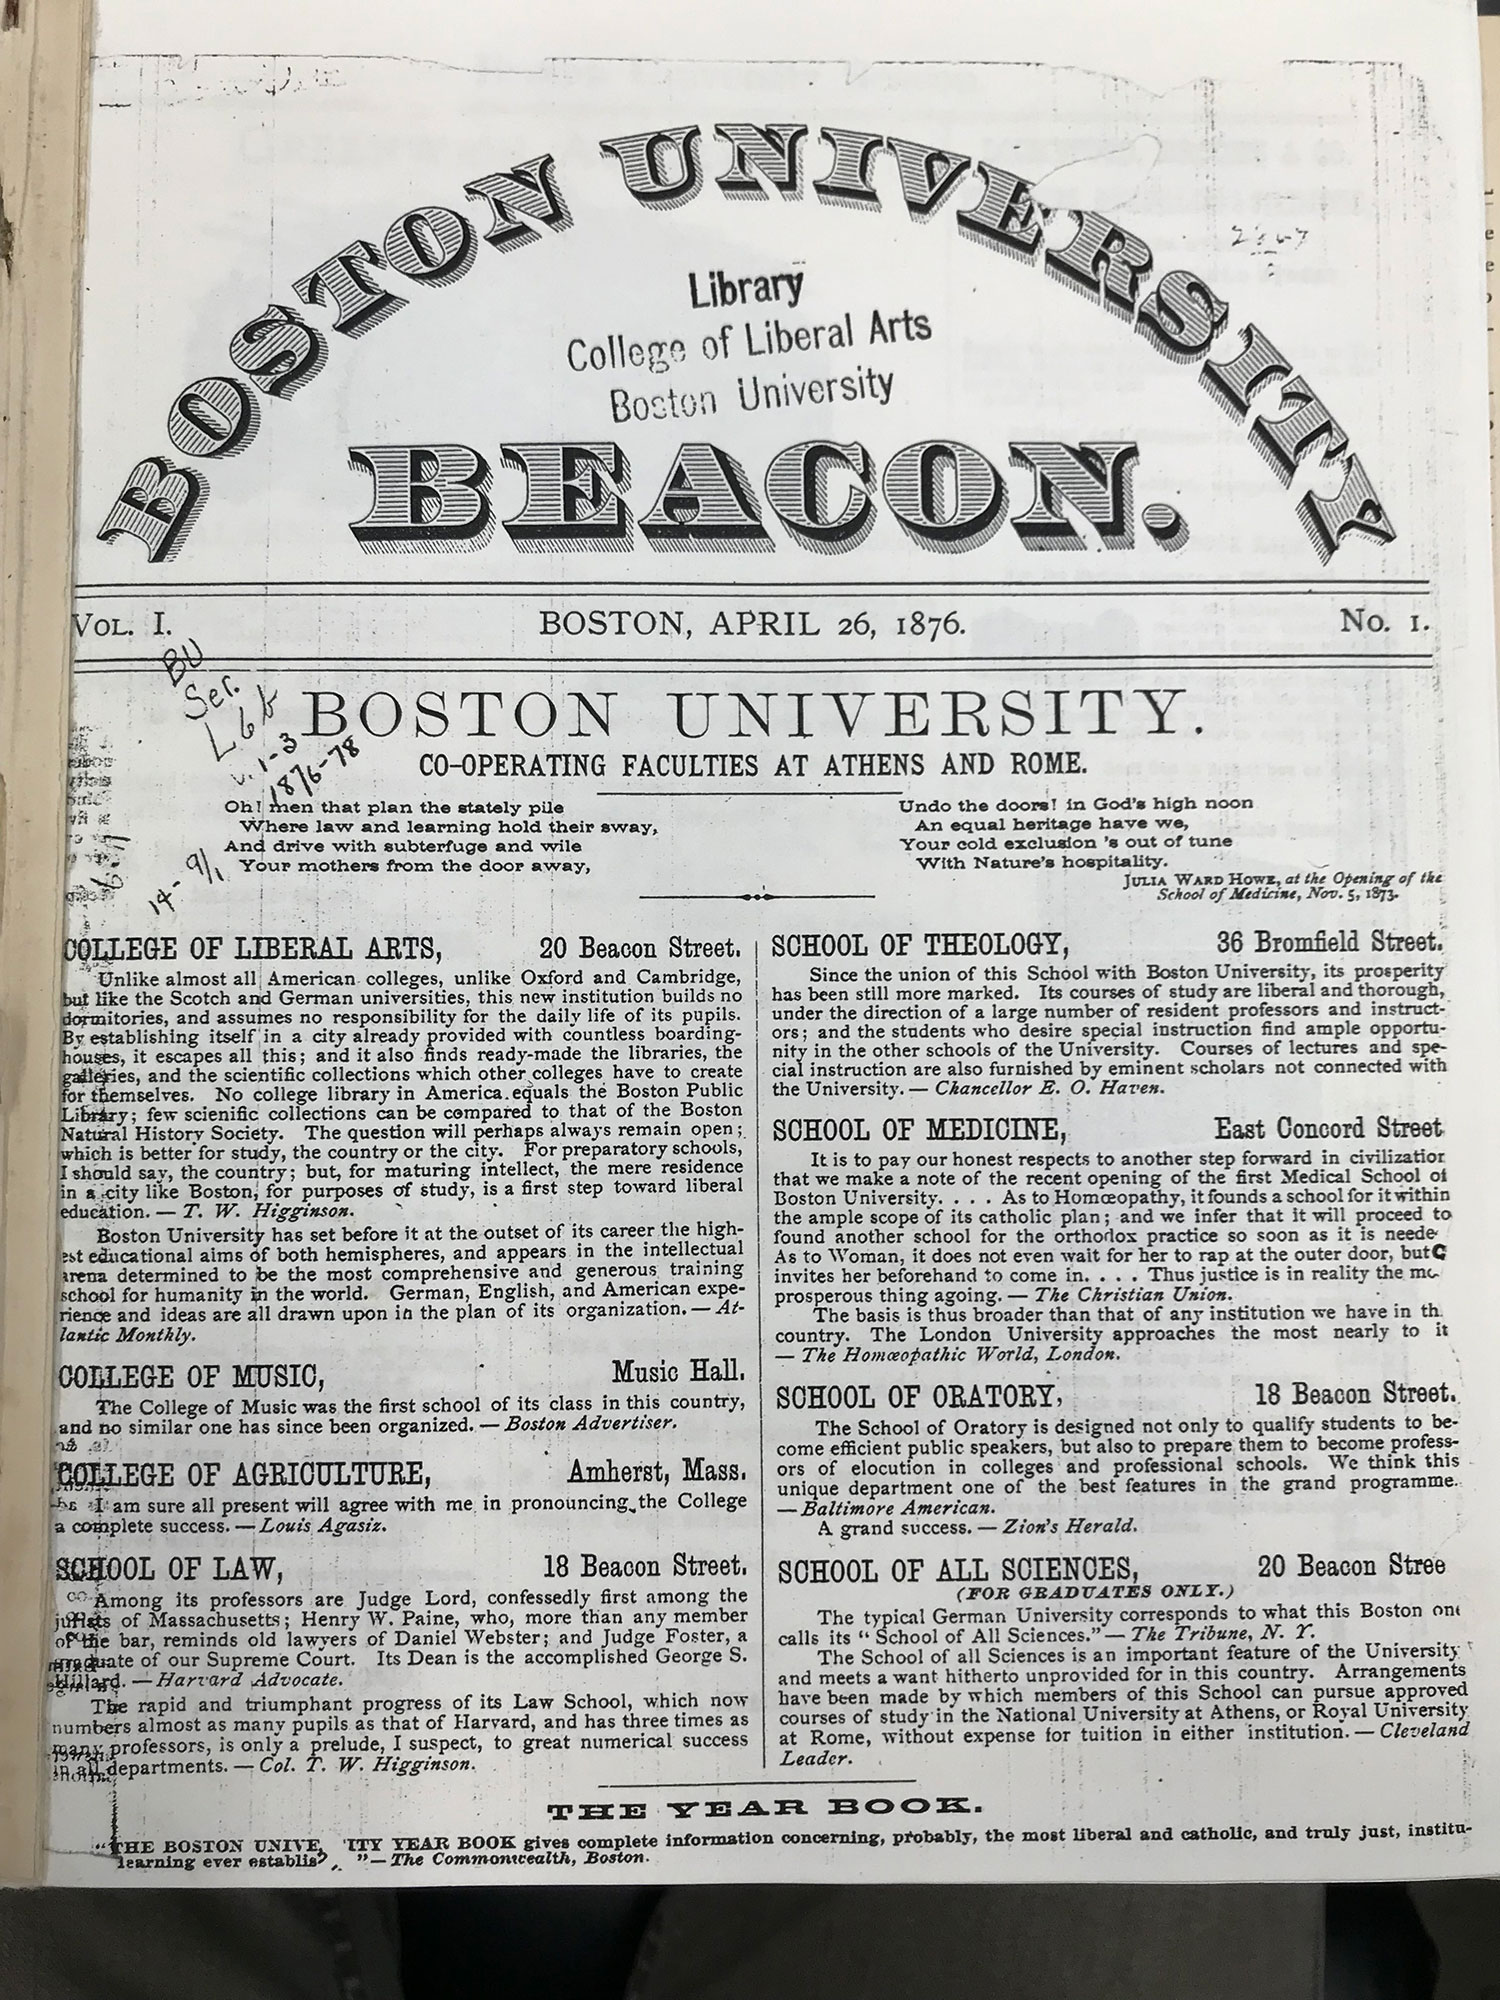 BOSTON UNIVERSITY
Library
College of Liberal Arts
Boston University
BEACON.
VOL. I. BOSTON, APRIL 26, 1876. No. 1.
BU
Ser.
L6b
v.1-3
1876-78
BOSTON UNIVERSITY.
CO-OPERATING FACULTIES AT ATHENS AND ROME.
Oh! men that plan the stately pile
Where law and learning hold their sway,
And drive with subterfuge and wile
Your mothers from the door away,
Undo the doors! in God's high noon
An equal heritage have we,
Your cold exclusion 's out of tune
With Nature's hospitality.
JULIA WARD HOWE, at the Opening of the
School of Medicine, Nov. 5, 1873.
COLLEGE OF LIBERAL ARTS, 20 Beacon Street.
Unlike almost all American colleges, unlike Oxford and Cambridge,
but like the Scotch and German universities, this new institution builds no
dormitories, and assumes no responsibility for the daily life of its pupils.
By establishing itself in a city already provided with countless boarding-
houses, it escapes all this; and it also finds ready-made the libraries, the
galleries, and the scientific collections which other colleges have to create
for themselves. No college library in America equals the Boston Public
Library; few scienific collections can be compared to that of the Boston
Natural History Society. The question will perhaps always remain open;
which is better for study, the country or the city. For preparatory schools,
I should say, the country; but, for maturing intellect, the mere residence
in a city like Boston, for purposes of study, is a first step toward liberal
education. — T. W. Higginson.
Boston University has set before it at the outset of its career the high-
est educational aims of both hemispheres, and appears in the intellectual
arena determined to be the most comprehensive and generous training
school for humanity in the world. German, English, and American expe-
rience and ideas are all drawn upon in the plan of its organization. — At-
lantic Monthly.
COLLEGE OF MUSIC, Music Hall.
The College of Music was the first school of its class in this country,
and no similar one has since been organized. — Boston Advertiser.
COLLEGE OF AGRICULTURE, Amherst, Mass.
I am sure all present will agree with me in pronouncing the College
a complete success. — Louis Agasiz.
SCHOOL OF LAW, 18 Beacon Street.
Among its professors are Judge Lord, confessedly first among the
jurists of Massachusetts; Henry W. Paine, who, more than any member
of the bar, reminds old lawyers of Daniel Webster; and Judge Foster, a
graduate of our Supreme Court. Its Dean is the accomplished George S.
Hillard. — Harvard Advocate.
The rapid and triumphant progress of its Law School, which now
numbers almost as many pupils as that of Harvard, and has three times as
many professors, is only a prelude, I suspect, to great numerical success
in all departments. — Col. T. W. Higginson.
SCHOOL OF THEOLOGY, 36 Bromfield Street.
Since the union of this School with Boston University, its prosperity
has been still more marked. Its courses of study are liberal and thorough,
under the direction of a large number of resident professors and instruct-
ors; and the students who desire special instruction find ample opportu-
nity in the other schools of the University. Courses of lectures and spe-
cial instruction are also furnished by eminent scholars not connected with
the University. — Chancellor E. O. Haven.
SCHOOL OF MEDICINE, East Concord Street
It is to pay our honest respects to another step forward in civilization
that we make a note of the recent opening of the first Medical School of
Boston University. . . . As to Homœopathy, it founds a school for it within
the ample scope of its catholic plan; and we infer that it will proceed to
found another school for the orthodox practice so soon as it is neede
As to Woman, it does not even wait for her to rap at the outer door, but
invites her beforehand to come in. . . . Thus justice is in reality the mo
prosperous thing agoing. — The Christian Union.
The basis is thus broader than that of any institution we have in th
country. The London University approaches the most nearly to it
— The Homœopathic World, London.
SCHOOL OF ORATORY, 18 Beacon Street.
The School of Oratory is designed not only to qualify students to be-
come efficient public speakers, but also to prepare them to become profess-
ors of elocution in colleges and professional schools. We think this
unique department one of the best features in the grand programme.
— Baltimore American.
A grand success. — Zion's Herald.
SCHOOL OF ALL SCIENCES, 20 Beacon Stree
(FOR GRADUATES ONLY.)
The typical German University corresponds to what this Boston one
calls its "School of All Sciences." — The Tribune, N. Y.
The School of all Sciences is an important feature of the University
and meets a want hitherto unprovided for in this country. Arrangements
have been made by which members of this School can pursue approved
courses of study in the National University at Athens, or Royal University
at Rome, without expense for tuition in either institution. — Cleveland
Leader.
THE YEAR BOOK.
"THE BOSTON UNIVE ITY YEAR BOOK gives complete information concerning, probably, the most liberal and catholic, and truly just, institu-
learning ever establis " — The Commonwealth, Boston.